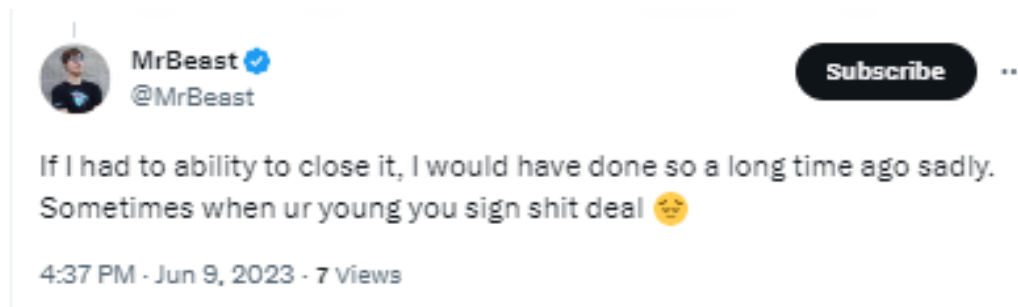 MrBeast
@MrBeast
Subscribe
If I had to ability to close it, I would have done so a long time ago sadly.
Sometimes when ur young you sign shit deal 😔
4:37 PM · Jun 9, 2023 · 7 Views